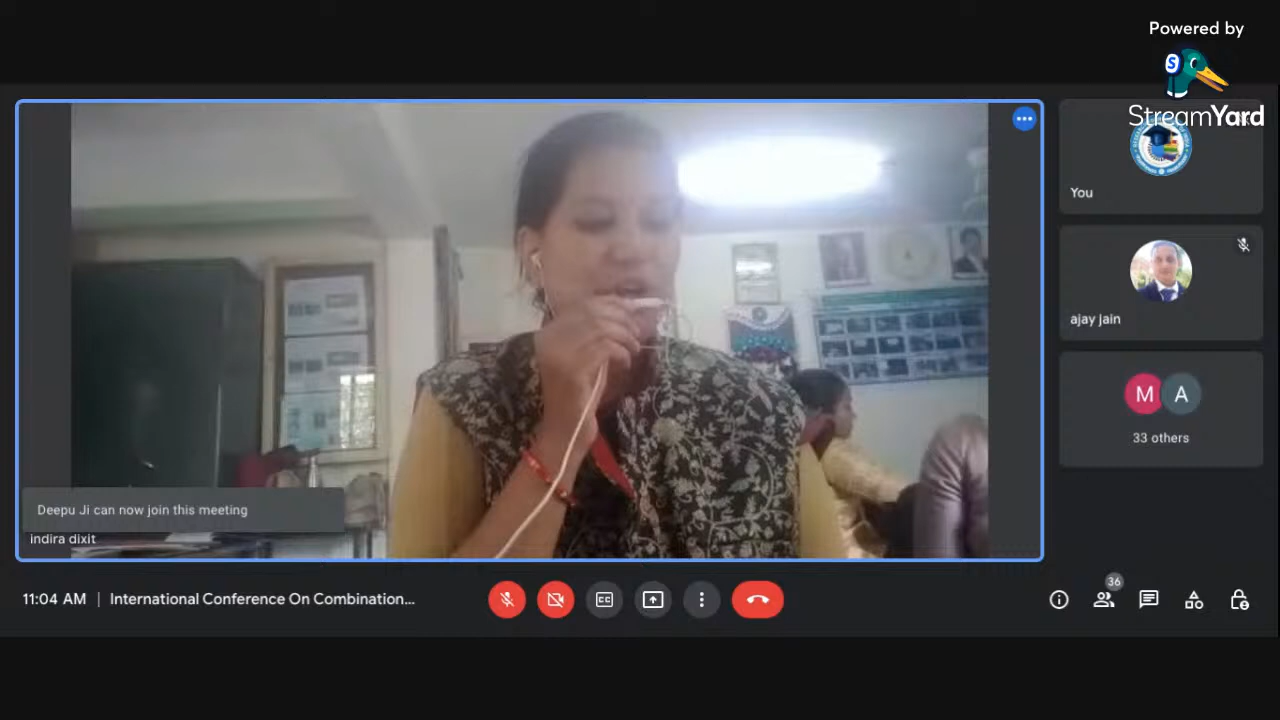 Powered by
StreamYard
You
ajay jain
M A
33 others
Deepu Ji can now join this meeting
indira dixit
11:04 AM | International Conference On Combination...
CC
36